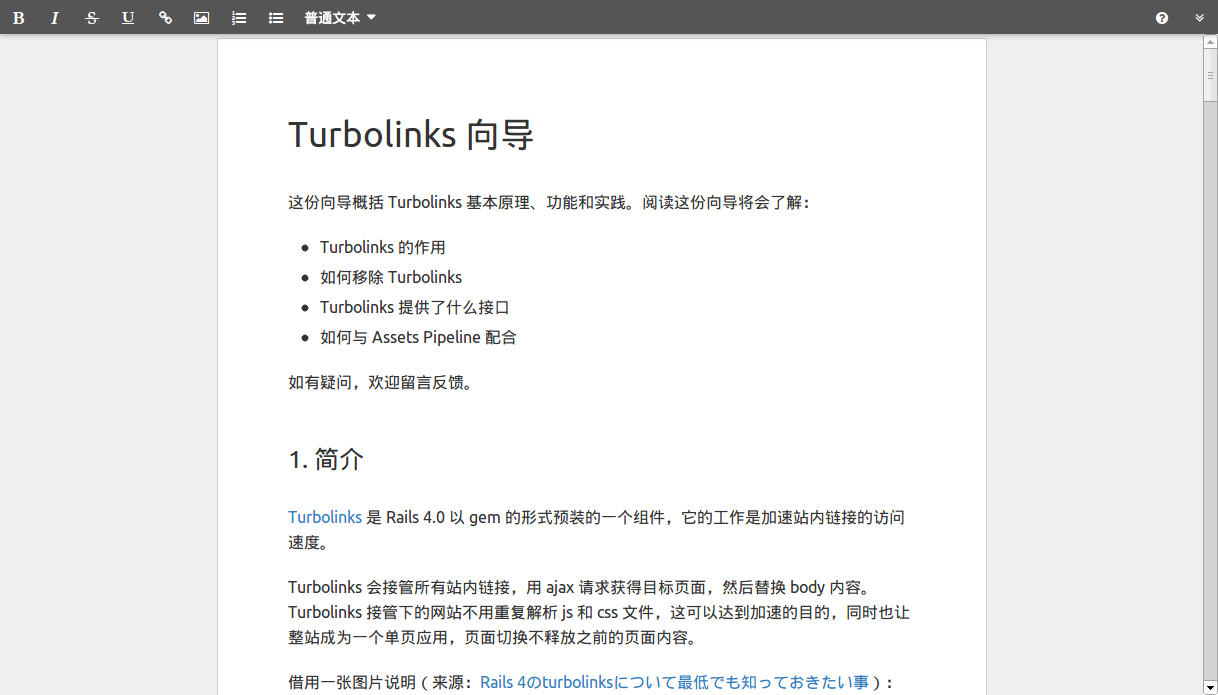 B I S U 普通文本
Turbolinks 向导
这份向导概括 Turbolinks 基本原理、功能和实践。阅读这份向导将会了解：
Turbolinks 的作用
如何移除 Turbolinks
Turbolinks 提供了什么接口
如何与 Assets Pipeline 配合
如有疑问，欢迎留言反馈。
1. 简介
Turbolinks 是 Rails 4.0 以 gem 的形式预装的一个组件，它的工作是加速站内链接的访问
速度。
Turbolinks 会接管所有站内链接，用 ajax 请求获得目标页面，然后替换 body 内容。
Turbolinks 接管下的网站不用重复解析 js 和 css 文件，这可以达到加速的目的，同时也让
整站成为一个单页应用，页面切换不释放之前的页面内容。
借用一张图片说明（来源：Rails 4のturbolinksについて最低でも知っておきたい事）：